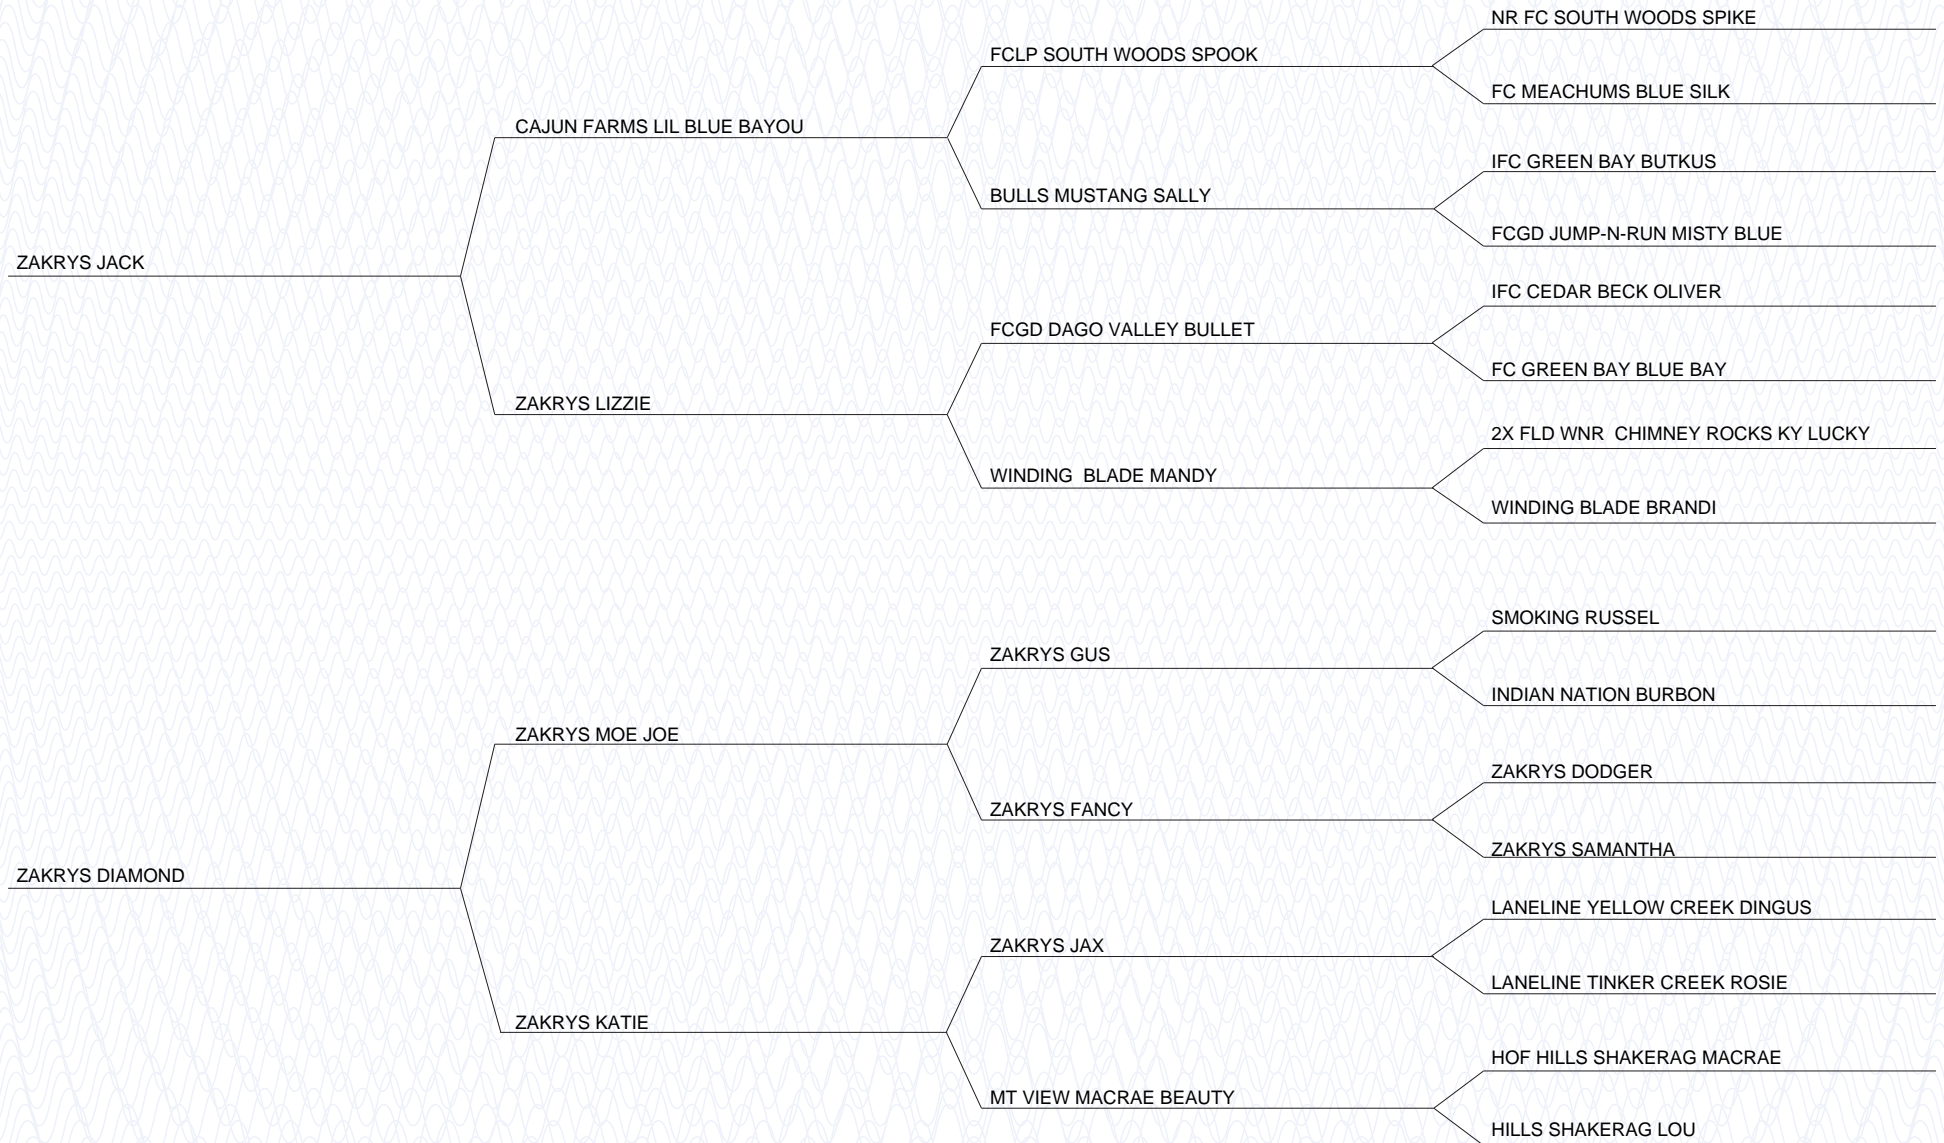 NR FC SOUTH WOODS SPIKE
FCLP SOUTH WOODS SPOOK
FC MEACHUMS BLUE SILK
CAJUN FARMS LIL BLUE BAYOU
IFC GREEN BAY BUTKUS
BULLS MUSTANG SALLY
FCGD JUMP-N-RUN MISTY BLUE
ZAKRYS JACK
IFC CEDAR BECK OLIVER
FCGD DAGO VALLEY BULLET
FC GREEN BAY BLUE BAY
ZAKRYS LIZZIE
2X FLD WNR  CHIMNEY ROCKS KY LUCKY
WINDING  BLADE MANDY
WINDING BLADE BRANDI
SMOKING RUSSEL
ZAKRYS GUS
INDIAN NATION BURBON
ZAKRYS MOE JOE
ZAKRYS DODGER
ZAKRYS FANCY
ZAKRYS SAMANTHA
ZAKRYS DIAMOND
LANELINE YELLOW CREEK DINGUS
ZAKRYS JAX
LANELINE TINKER CREEK ROSIE
ZAKRYS KATIE
HOF HILLS SHAKERAG MACRAE
MT VIEW MACRAE BEAUTY
HILLS SHAKERAG LOU